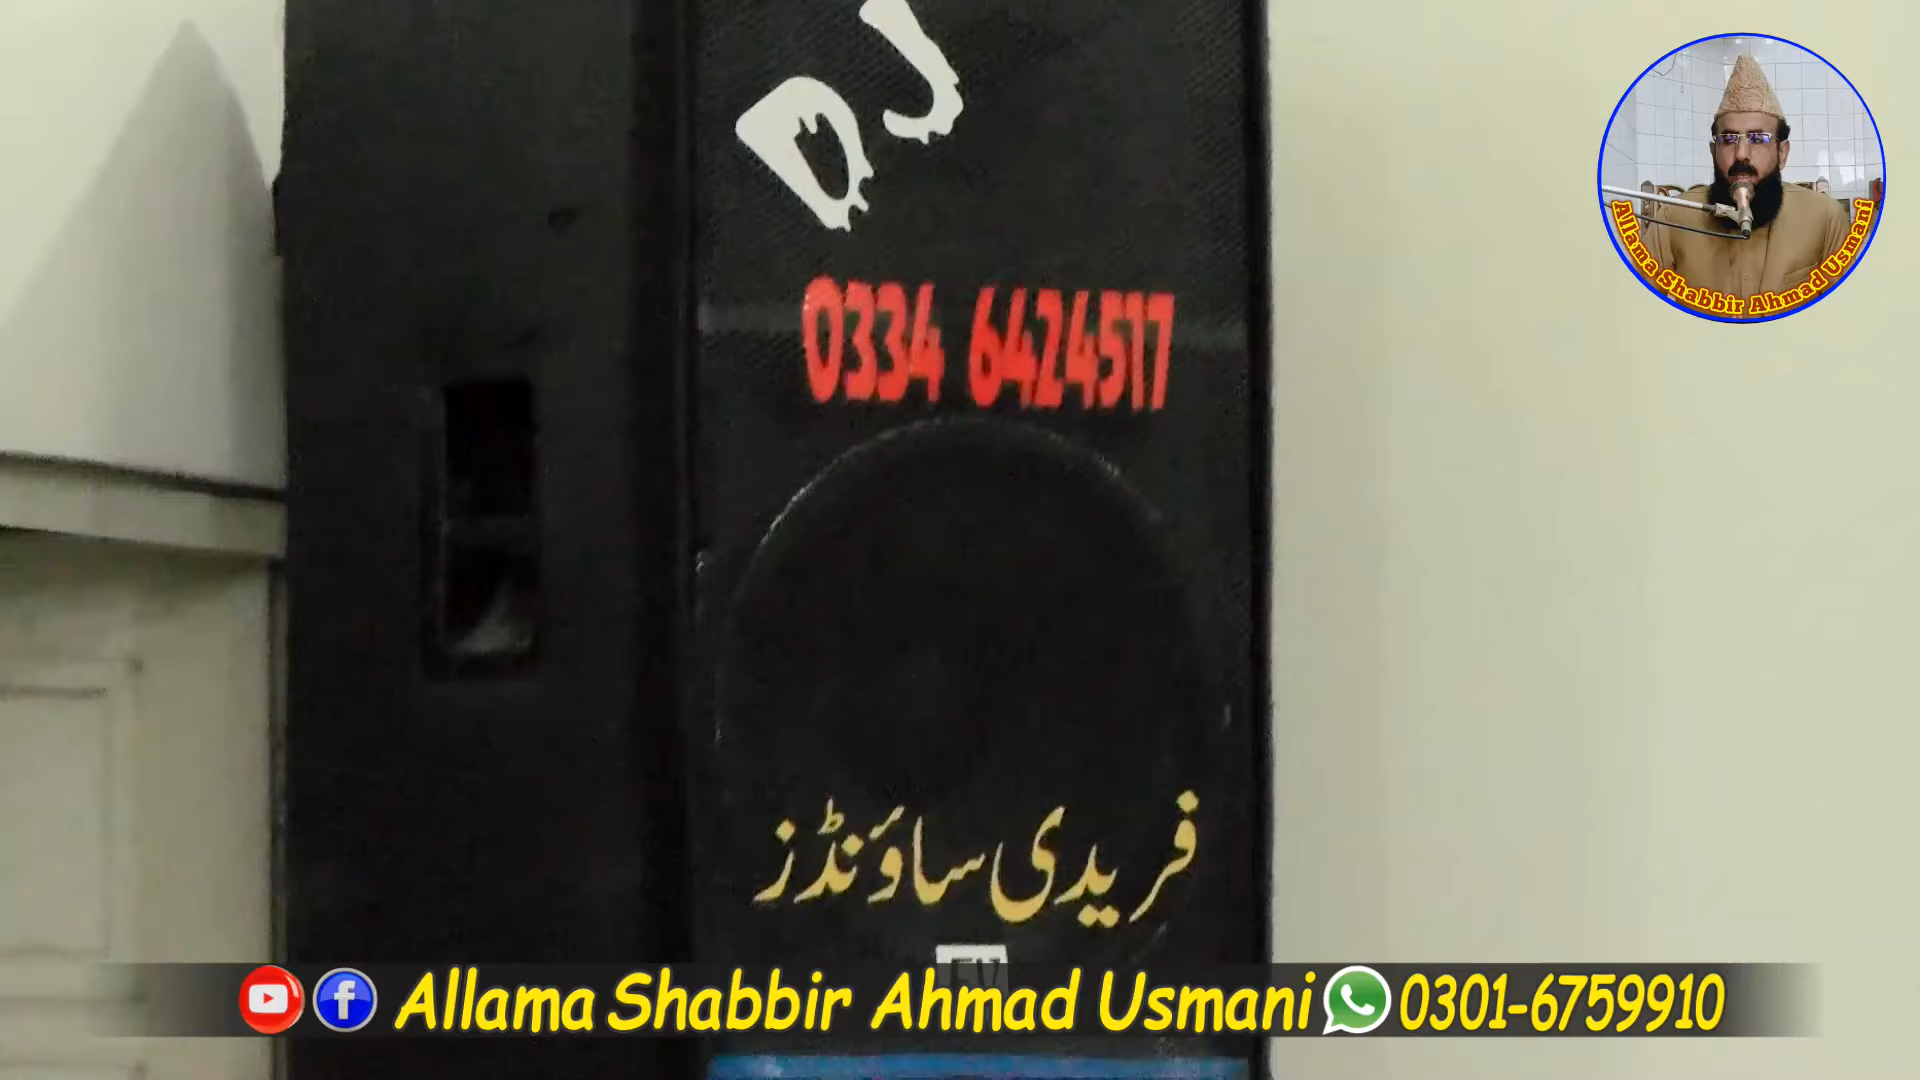 DJ
Allama Shabbir Ahmad Usmani
0334 6424517
فریدی ساؤنڈز
Allama Shabbir Ahmad Usmani 0301-6759910